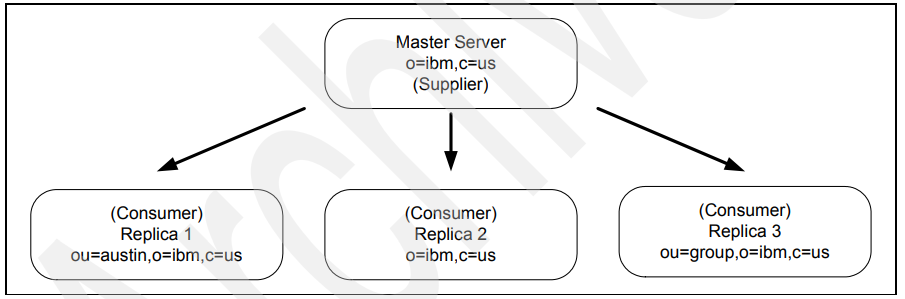 Master Server
o=ibm,c=us
(Supplier)
(Consumer)
Replica 1
ou=austin,o=ibm,c=us
(Consumer)
Replica 2
o=ibm,c=us
(Consumer)
Replica 3
ou=group,o=ibm,c=us